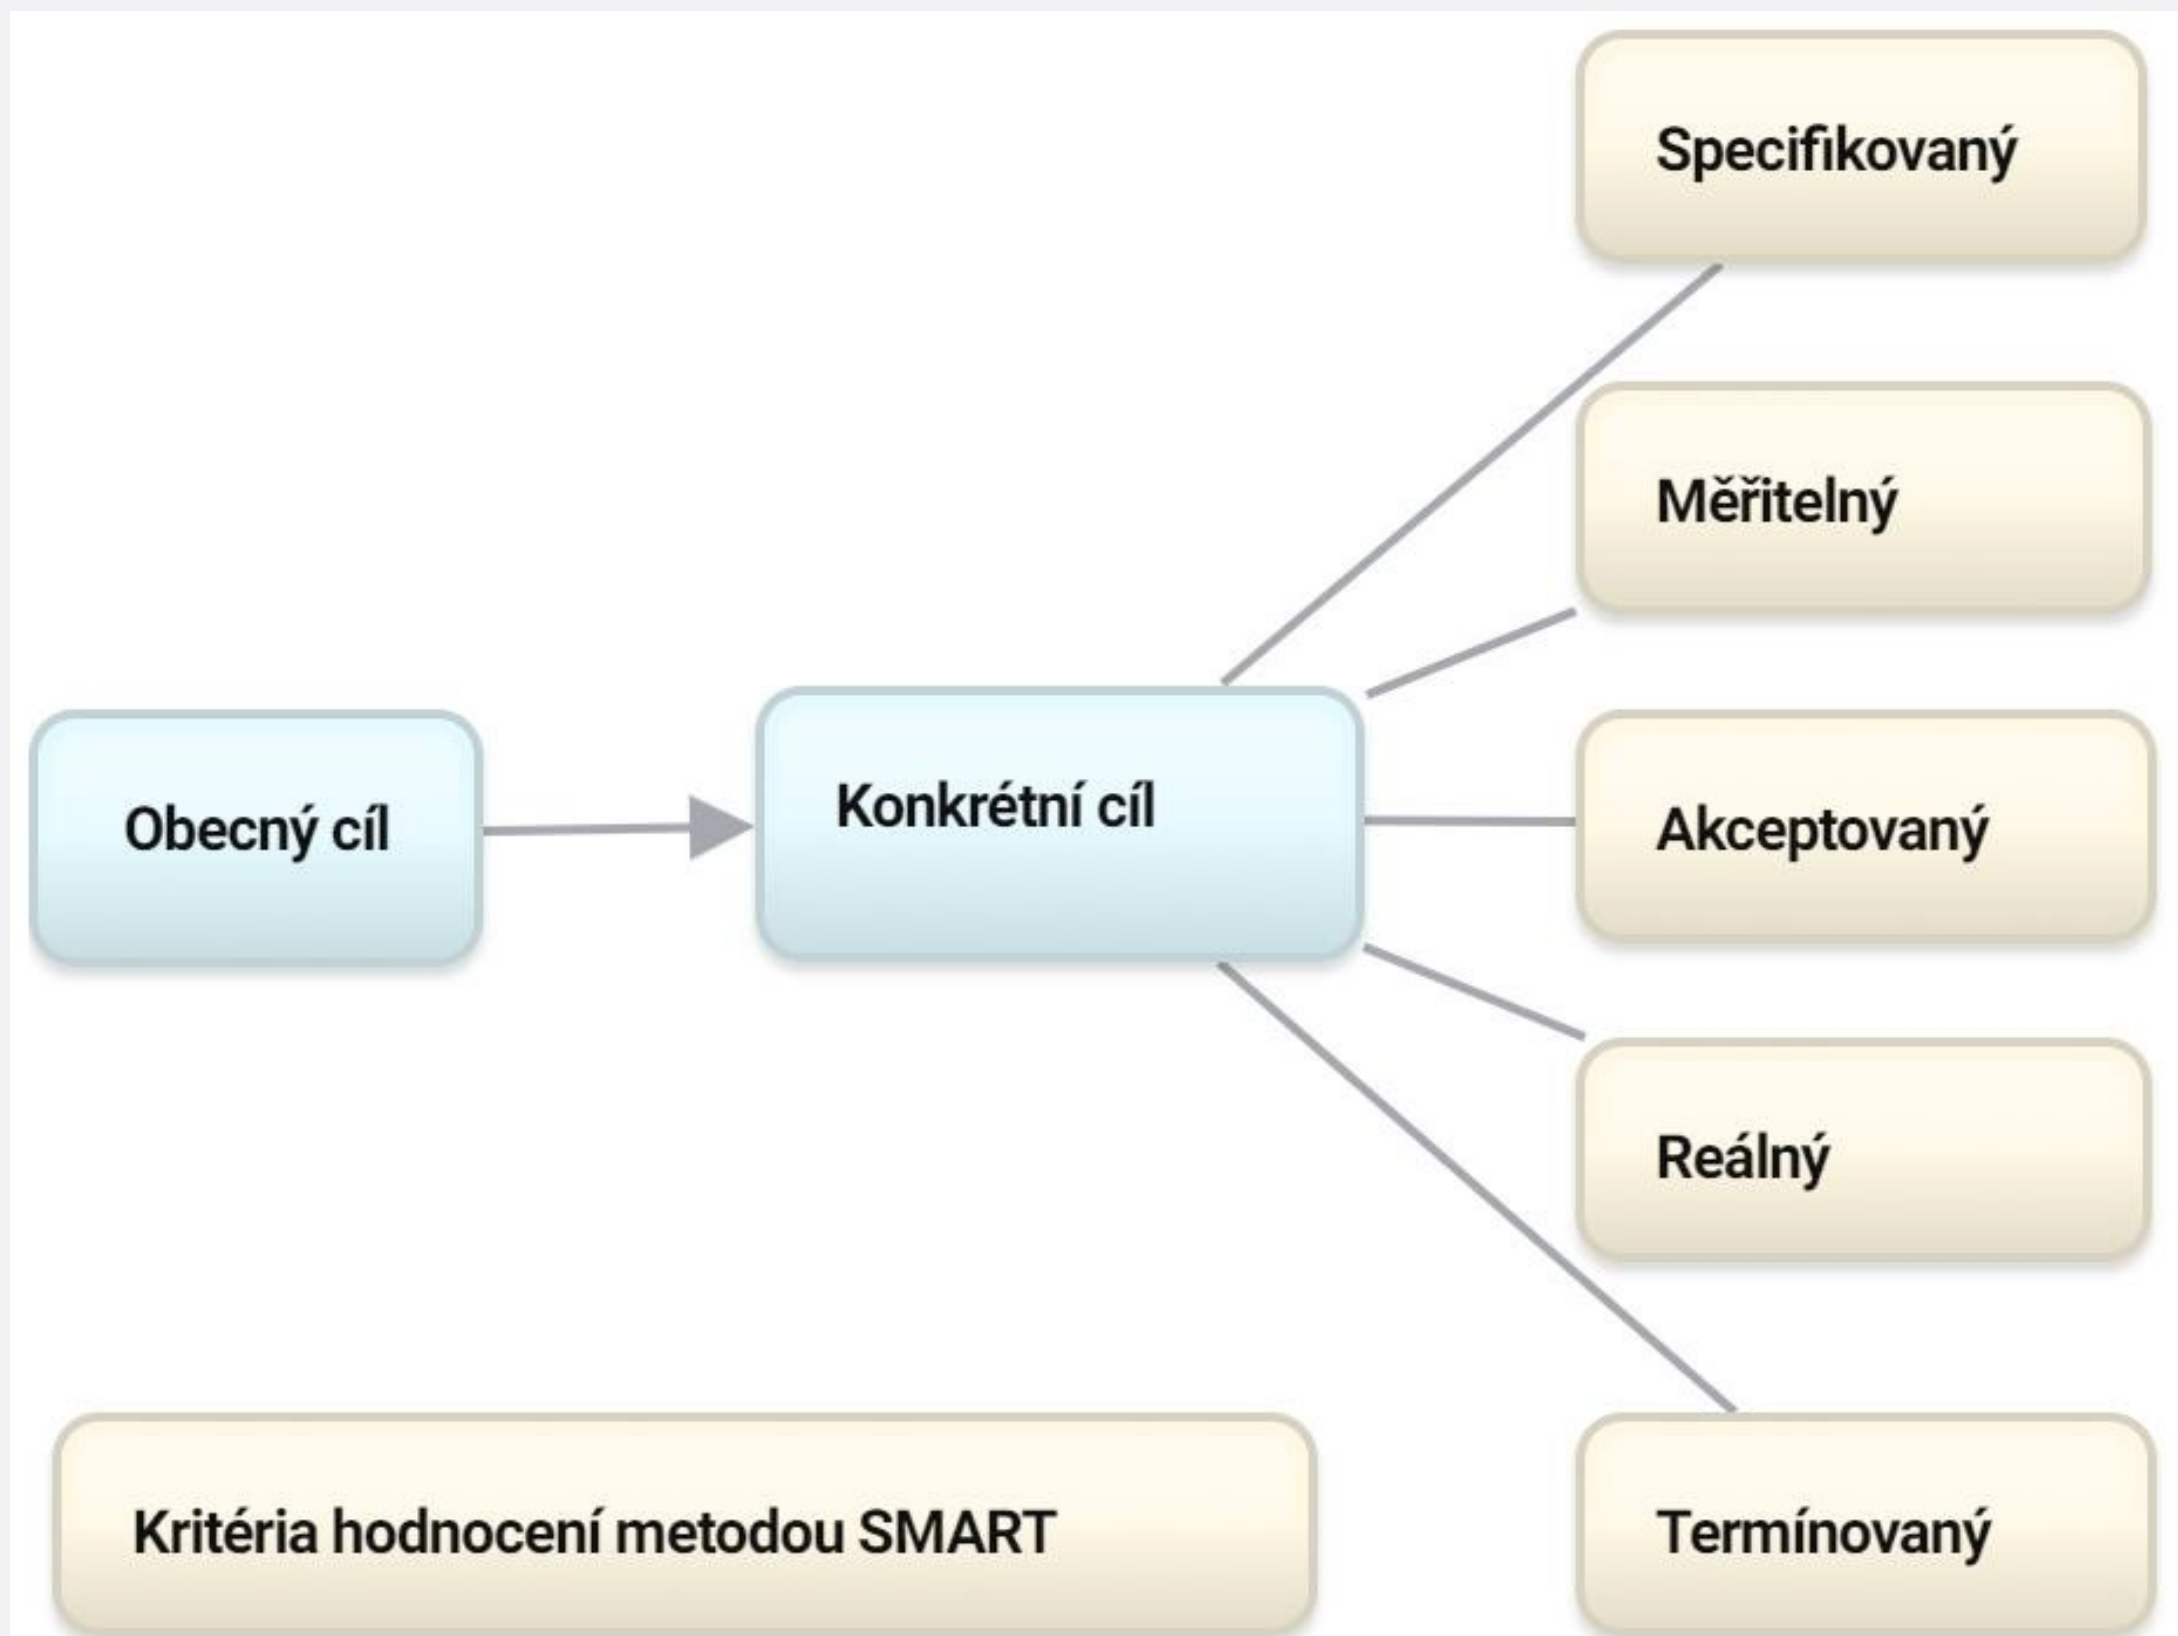 Specifikovaný
Měřitelný
Obecný cíl
Konkrétní cíl
Akceptovaný
Reálný
Kritéria hodnocení metodou SMART
Termínovaný